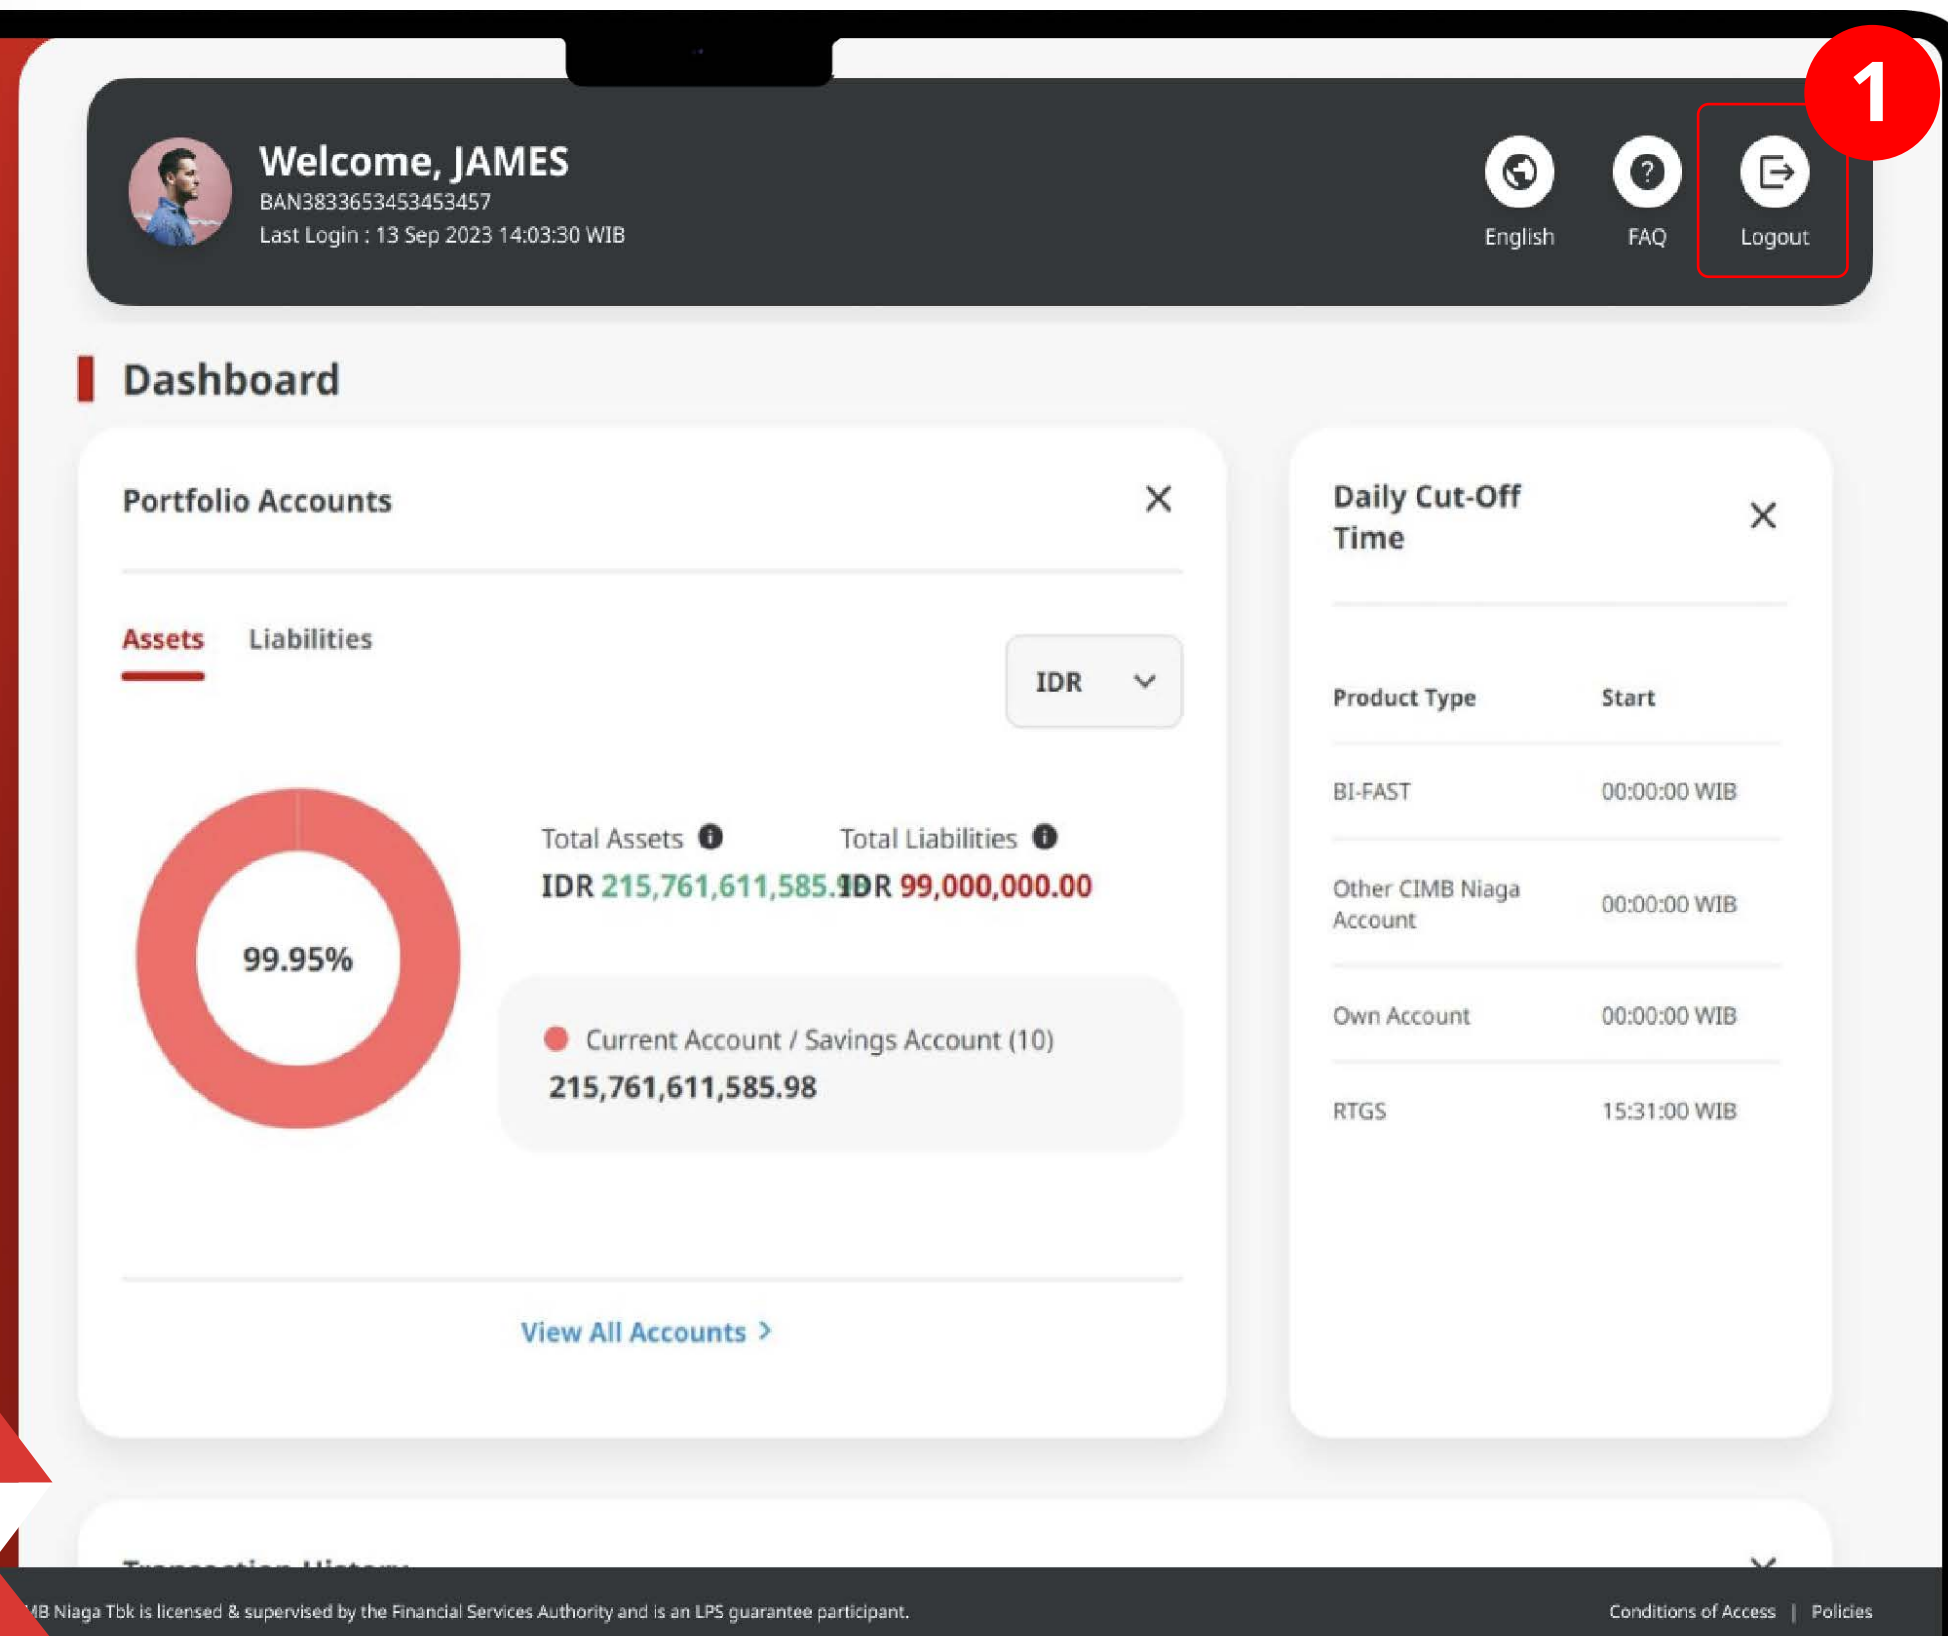 1
Welcome, JAMES
BAN3833653453453457
Last Login : 13 Sep 2023 14:03:30 WIB
English
FAQ
Logout
Dashboard
Portfolio Accounts
Assets
Liabilities
IDR
99.95%
Total Assets
Total Liabilities
IDR 215,761,611,585.98
IDR 99,000,000.00
Current Account / Savings Account (10)
215,761,611,585.98
View All Accounts >
Daily Cut-Off
Time
Product Type Start
BI-FAST 00:00:00 WIB
Other CIMB Niaga
Account
00:00:00 WIB
Own Account 00:00:00 WIB
RTGS 15:31:00 WIB
Transaction History
MB Niaga Tbk is licensed & supervised by the Financial Services Authority and is an LPS guarantee participant.
Conditions of Access | Policies